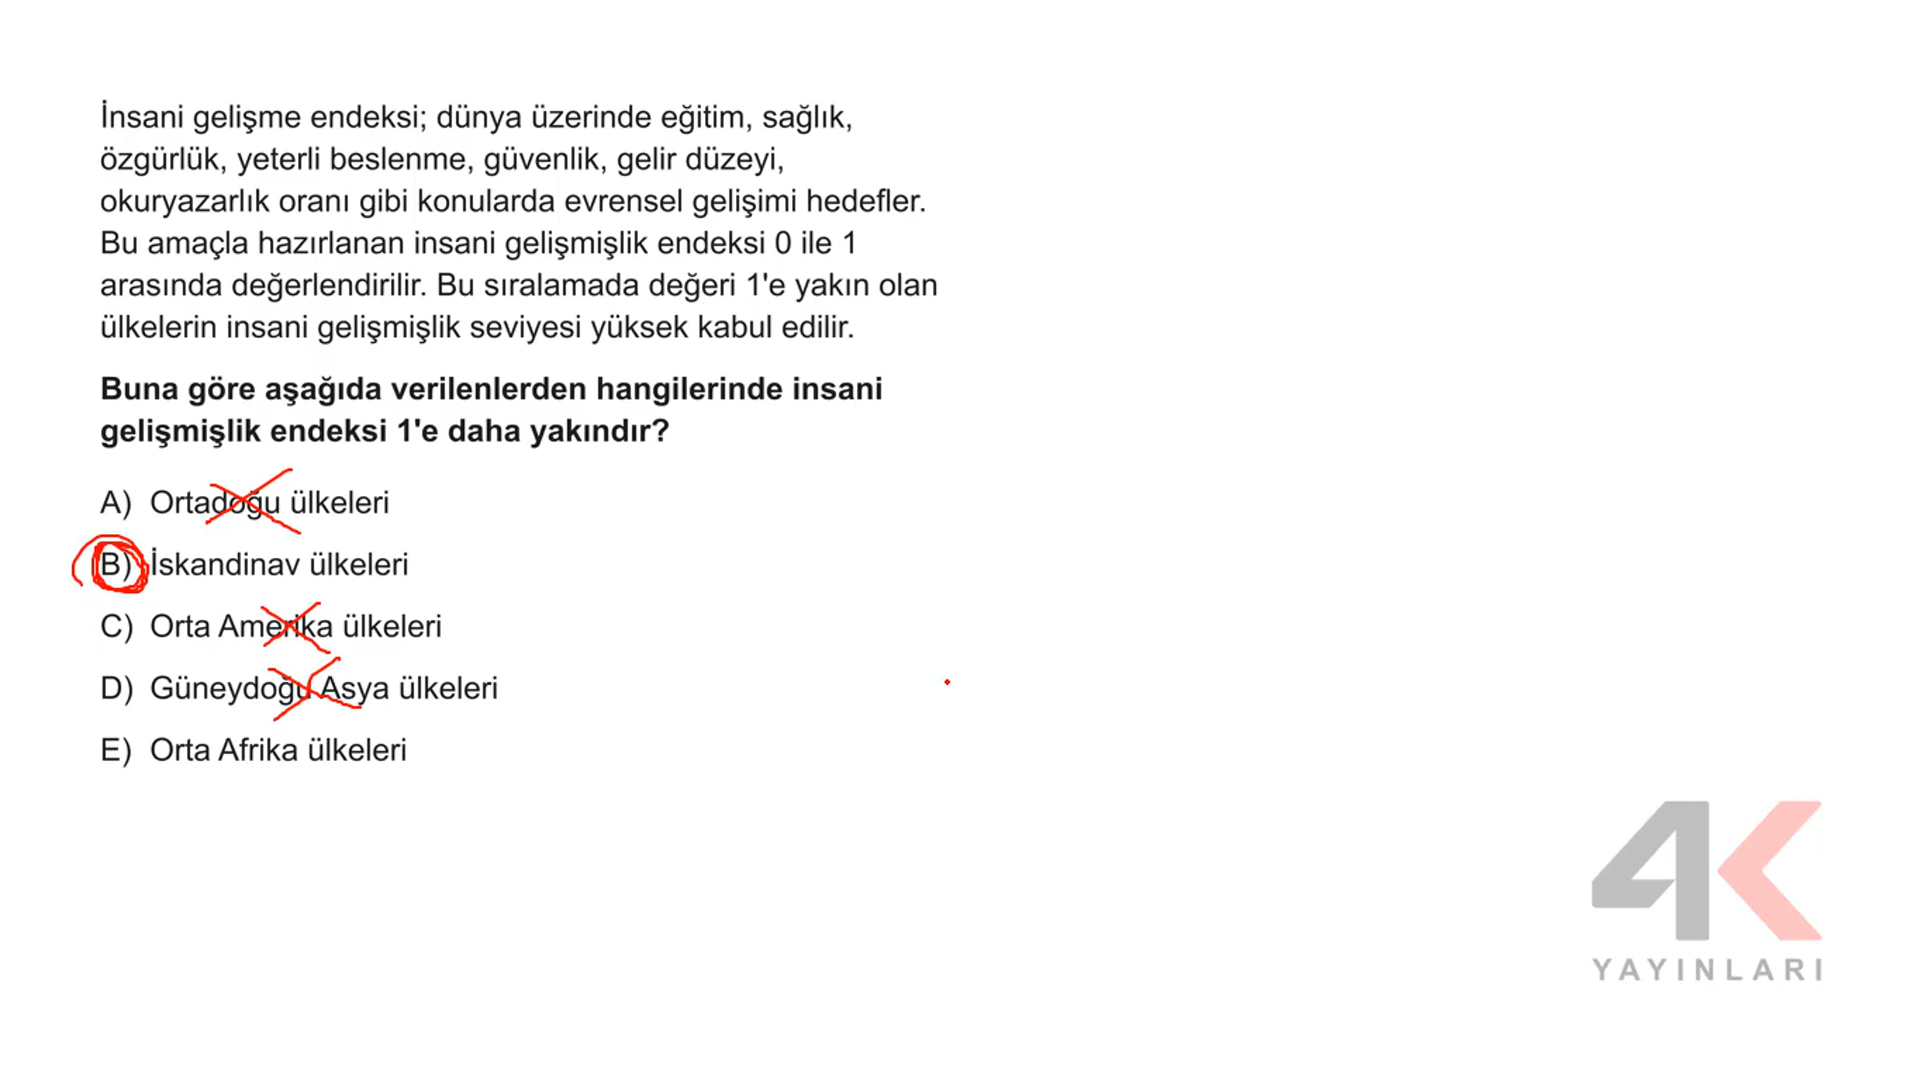 İnsani gelişme endeksi; dünya üzerinde eğitim, sağlık,
özgürlük, yeterli beslenme, güvenlik, gelir düzeyi,
okuryazarlık oranı gibi konularda evrensel gelişimi hedefler.
Bu amaçla hazırlanan insani gelişmişlik endeksi 0 ile 1
arasında değerlendirilir. Bu sıralamada değeri 1'e yakın olan
ülkelerin insani gelişmişlik seviyesi yüksek kabul edilir.
Buna göre aşağıda verilenlerden hangilerinde insani
gelişmişlik endeksi 1'e daha yakındır?
A) Ortadoğu ülkeleri
B) İskandinav ülkeleri
C) Orta Amerika ülkeleri
D) Güneydoğu Asya ülkeleri
E) Orta Afrika ülkeleri
4K
YAYINLARI